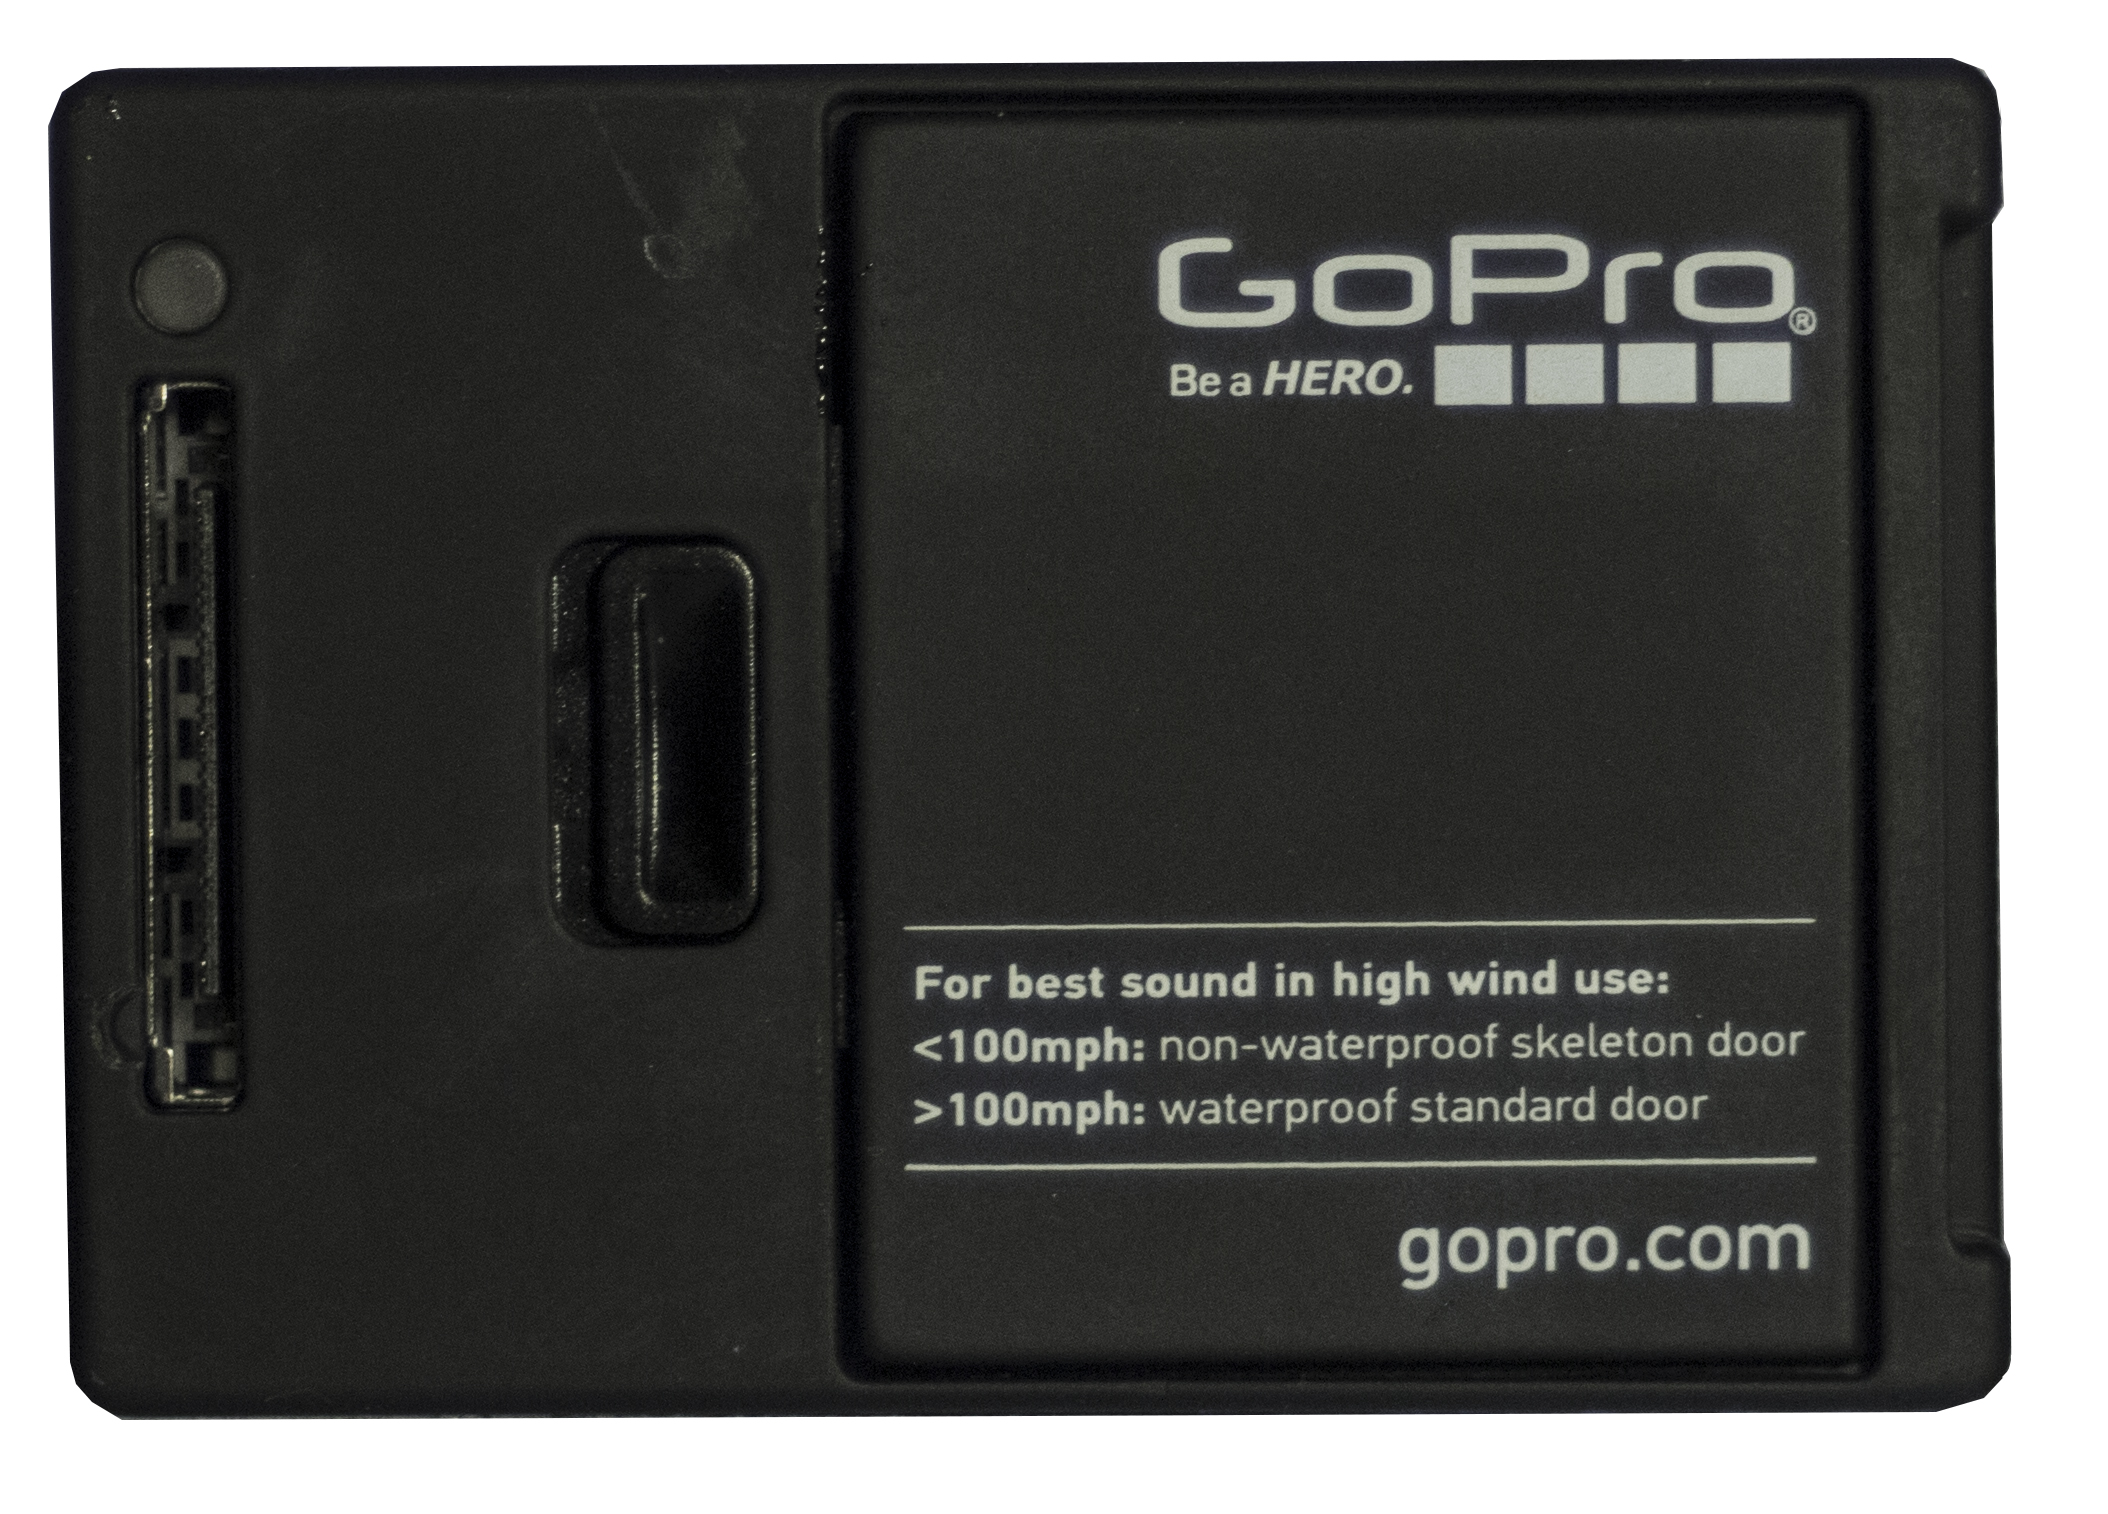 GoPro®
Be a HERO.
For best sound in high wind use:
<100mph: non-waterproof skeleton door
>100mph: waterproof standard door
gopro.com